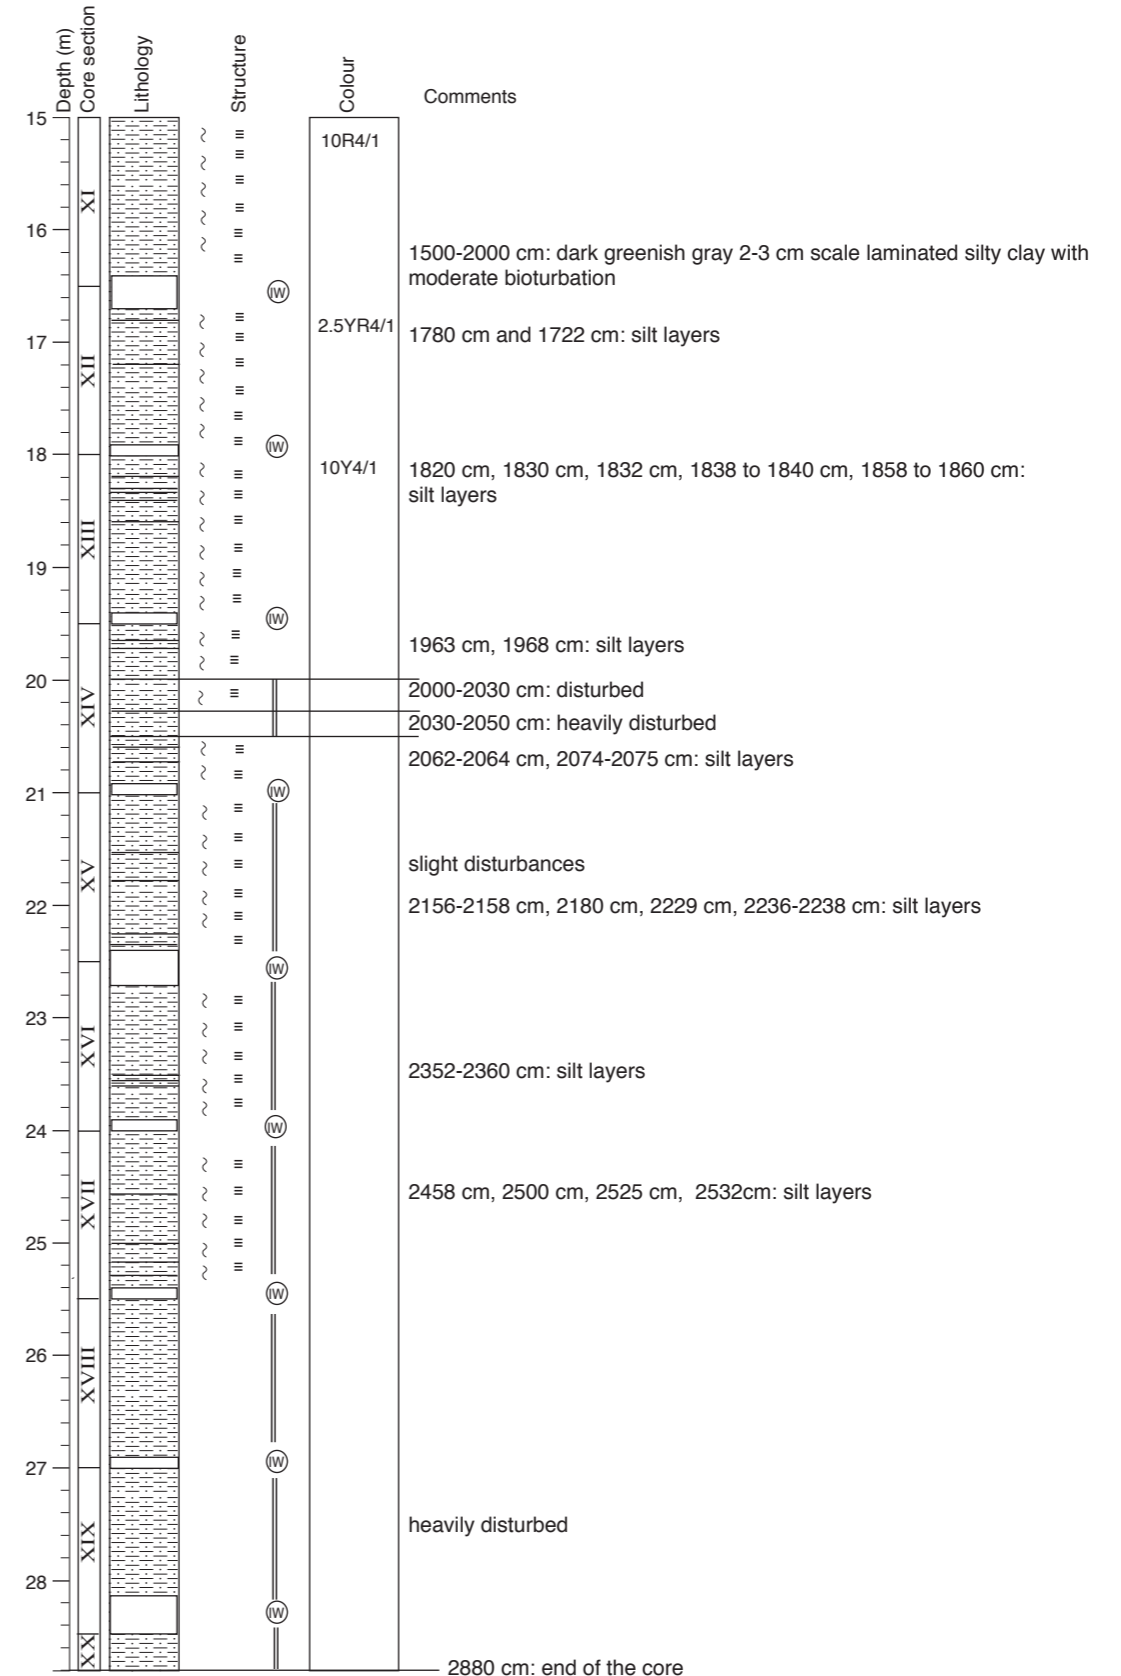 Depth (m)
Core section
Lithology
Structure
Colour
Comments
15
10R4/1
XI
16
1500-2000 cm: dark greenish gray 2-3 cm scale laminated silty clay with
moderate bioturbation
IW
2.5YR4/1
1780 cm and 1722 cm: silt layers
17
XII
IW
18
10Y4/1
1820 cm, 1830 cm, 1832 cm, 1838 to 1840 cm, 1858 to 1860 cm:
silt layers
XIII
19
IW
1963 cm, 1968 cm: silt layers
20
2000-2030 cm: disturbed
XIV
2030-2050 cm: heavily disturbed
2062-2064 cm, 2074-2075 cm: silt layers
21
IW
slight disturbances
XV
22
2156-2158 cm, 2180 cm, 2229 cm, 2236-2238 cm: silt layers
IW
23
XVI
2352-2360 cm: silt layers
24
IW
XVII
2458 cm, 2500 cm, 2525 cm, 2532cm: silt layers
25
IW
26
XVIII
27
IW
heavily disturbed
XIX
28
IW
XX
2880 cm: end of the core